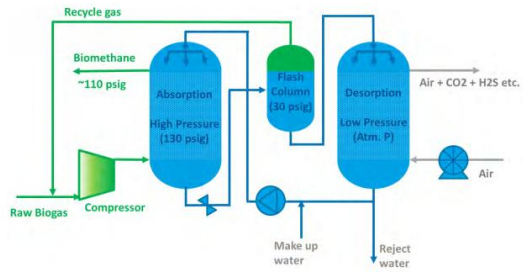 Recycle gas
Biomethane
~110 psig
Absorption
High Pressure
(130 psig)
Flash
Column
(30 psig)
Desorption
Low Pressure
(Atm. P)
Air + CO2 + H2S etc.
Air
Raw Biogas
Compressor
Make up
water
Reject
water